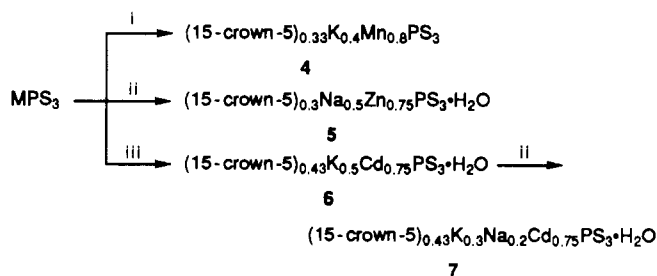 i (15-crown-5)₀.₃₃K₀.₄Mn₀.₈PS₃
4
MPS₃ ii (15-crown-5)₀.₃Na₀.₅Zn₀.₇₅PS₃•H₂O
5
iii (15-crown-5)₀.₄₃K₀.₅Cd₀.₇₅PS₃•H₂O ii
6
(15-crown-5)₀.₄₃K₀.₃Na₀.₂Cd₀.₇₅PS₃•H₂O
7